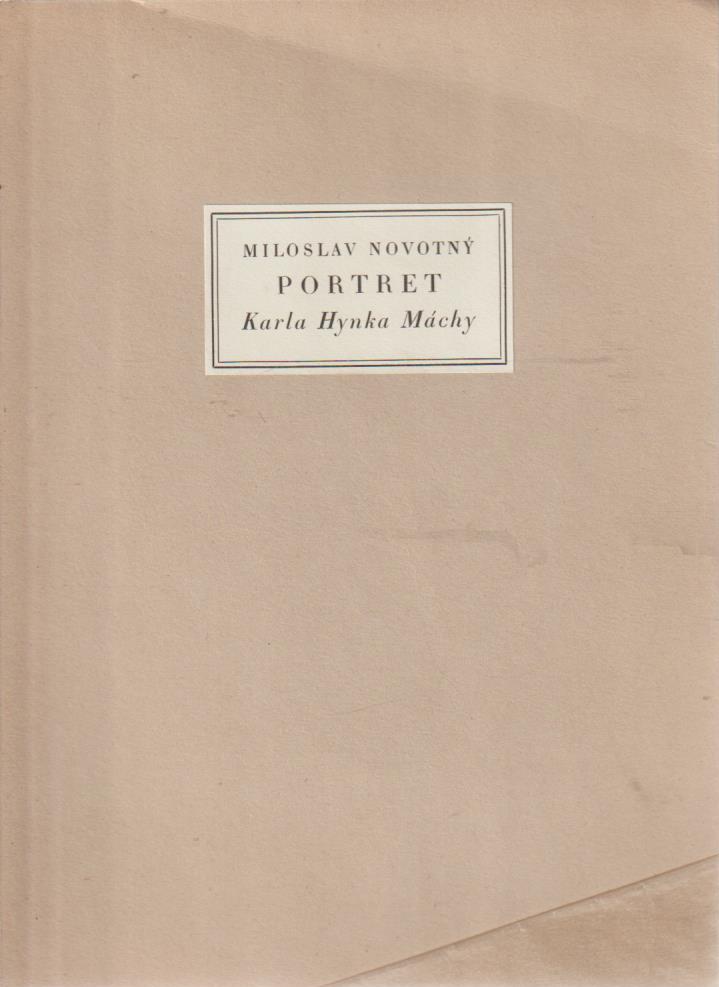 MILOSLAV NOVOTNÝ
PORTRET
Karla Hynka Máchy